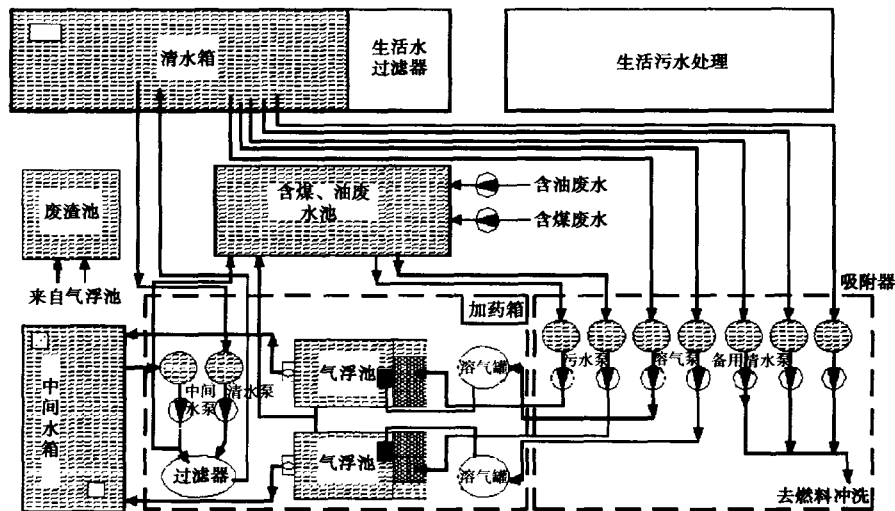 清水箱
生活水
过滤器
生活污水处理
废渣池
含煤、油废
水池
含油废水
含煤废水
来自气浮池
加药箱
吸附器
中间水箱
中间
水泵
清水泵
过滤器
气浮池
溶气罐
气浮池
溶气罐
污水泵
溶气泵
备用清水泵
去燃料冲洗